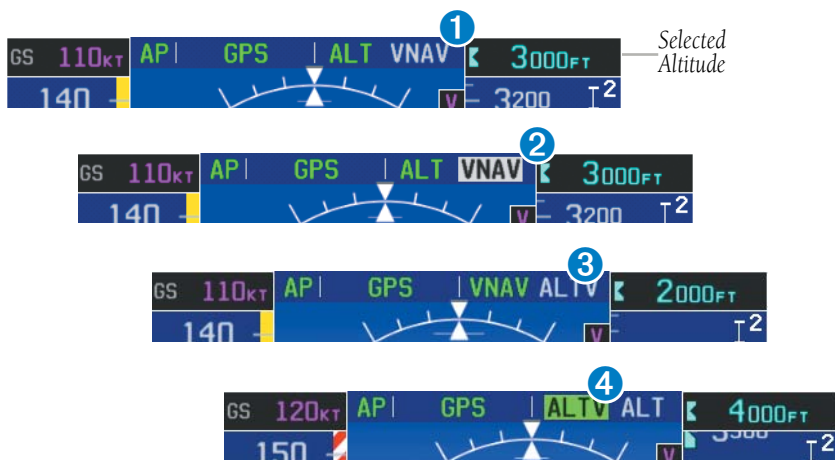 1
GS 110KT AP GPS ALT VNAV 3000FT
Selected
Altitude
140 V 3200 2
2
GS 110KT AP GPS ALT VNAV 3000FT
140 V 3200 2
3
GS 110KT AP GPS VNAV ALTV 2000FT
140 V 2
4
GS 120KT AP GPS ALTV ALT 4000FT
150 V 2